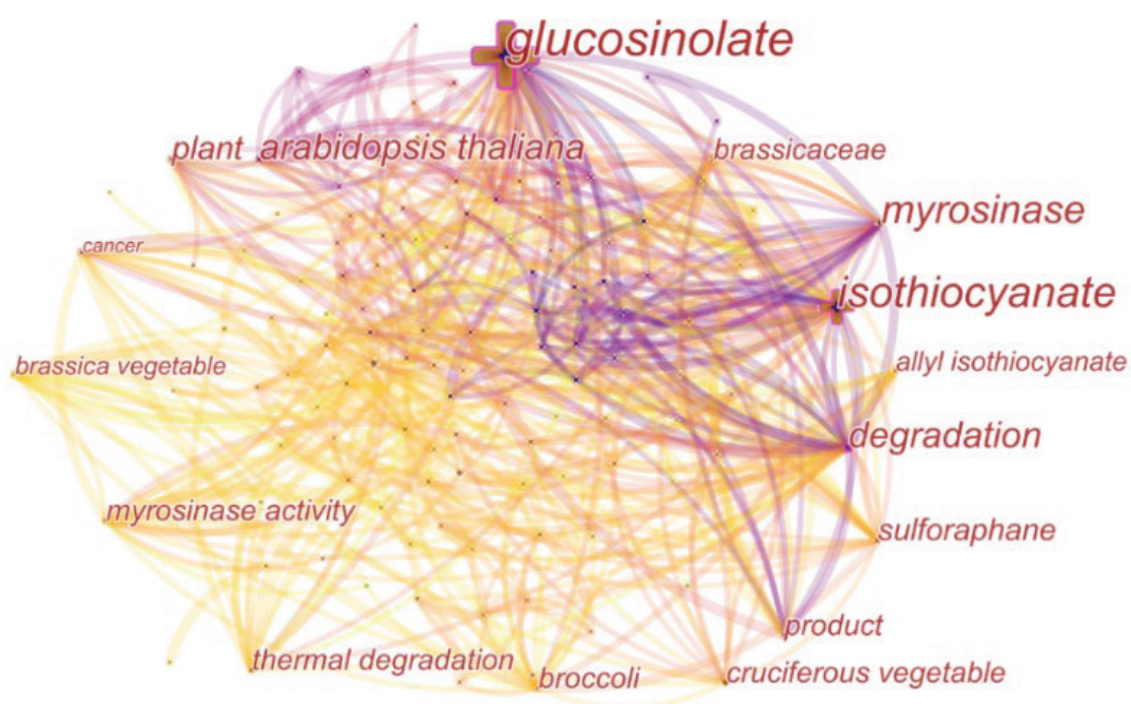 glucosinolate
plant
arabidopsis thaliana
brassicaceae
myrosinase
cancer
isothiocyanate
brassica vegetable
allyl isothiocyanate
degradation
myrosinase activity
sulforaphane
product
thermal degradation
broccoli
cruciferous vegetable